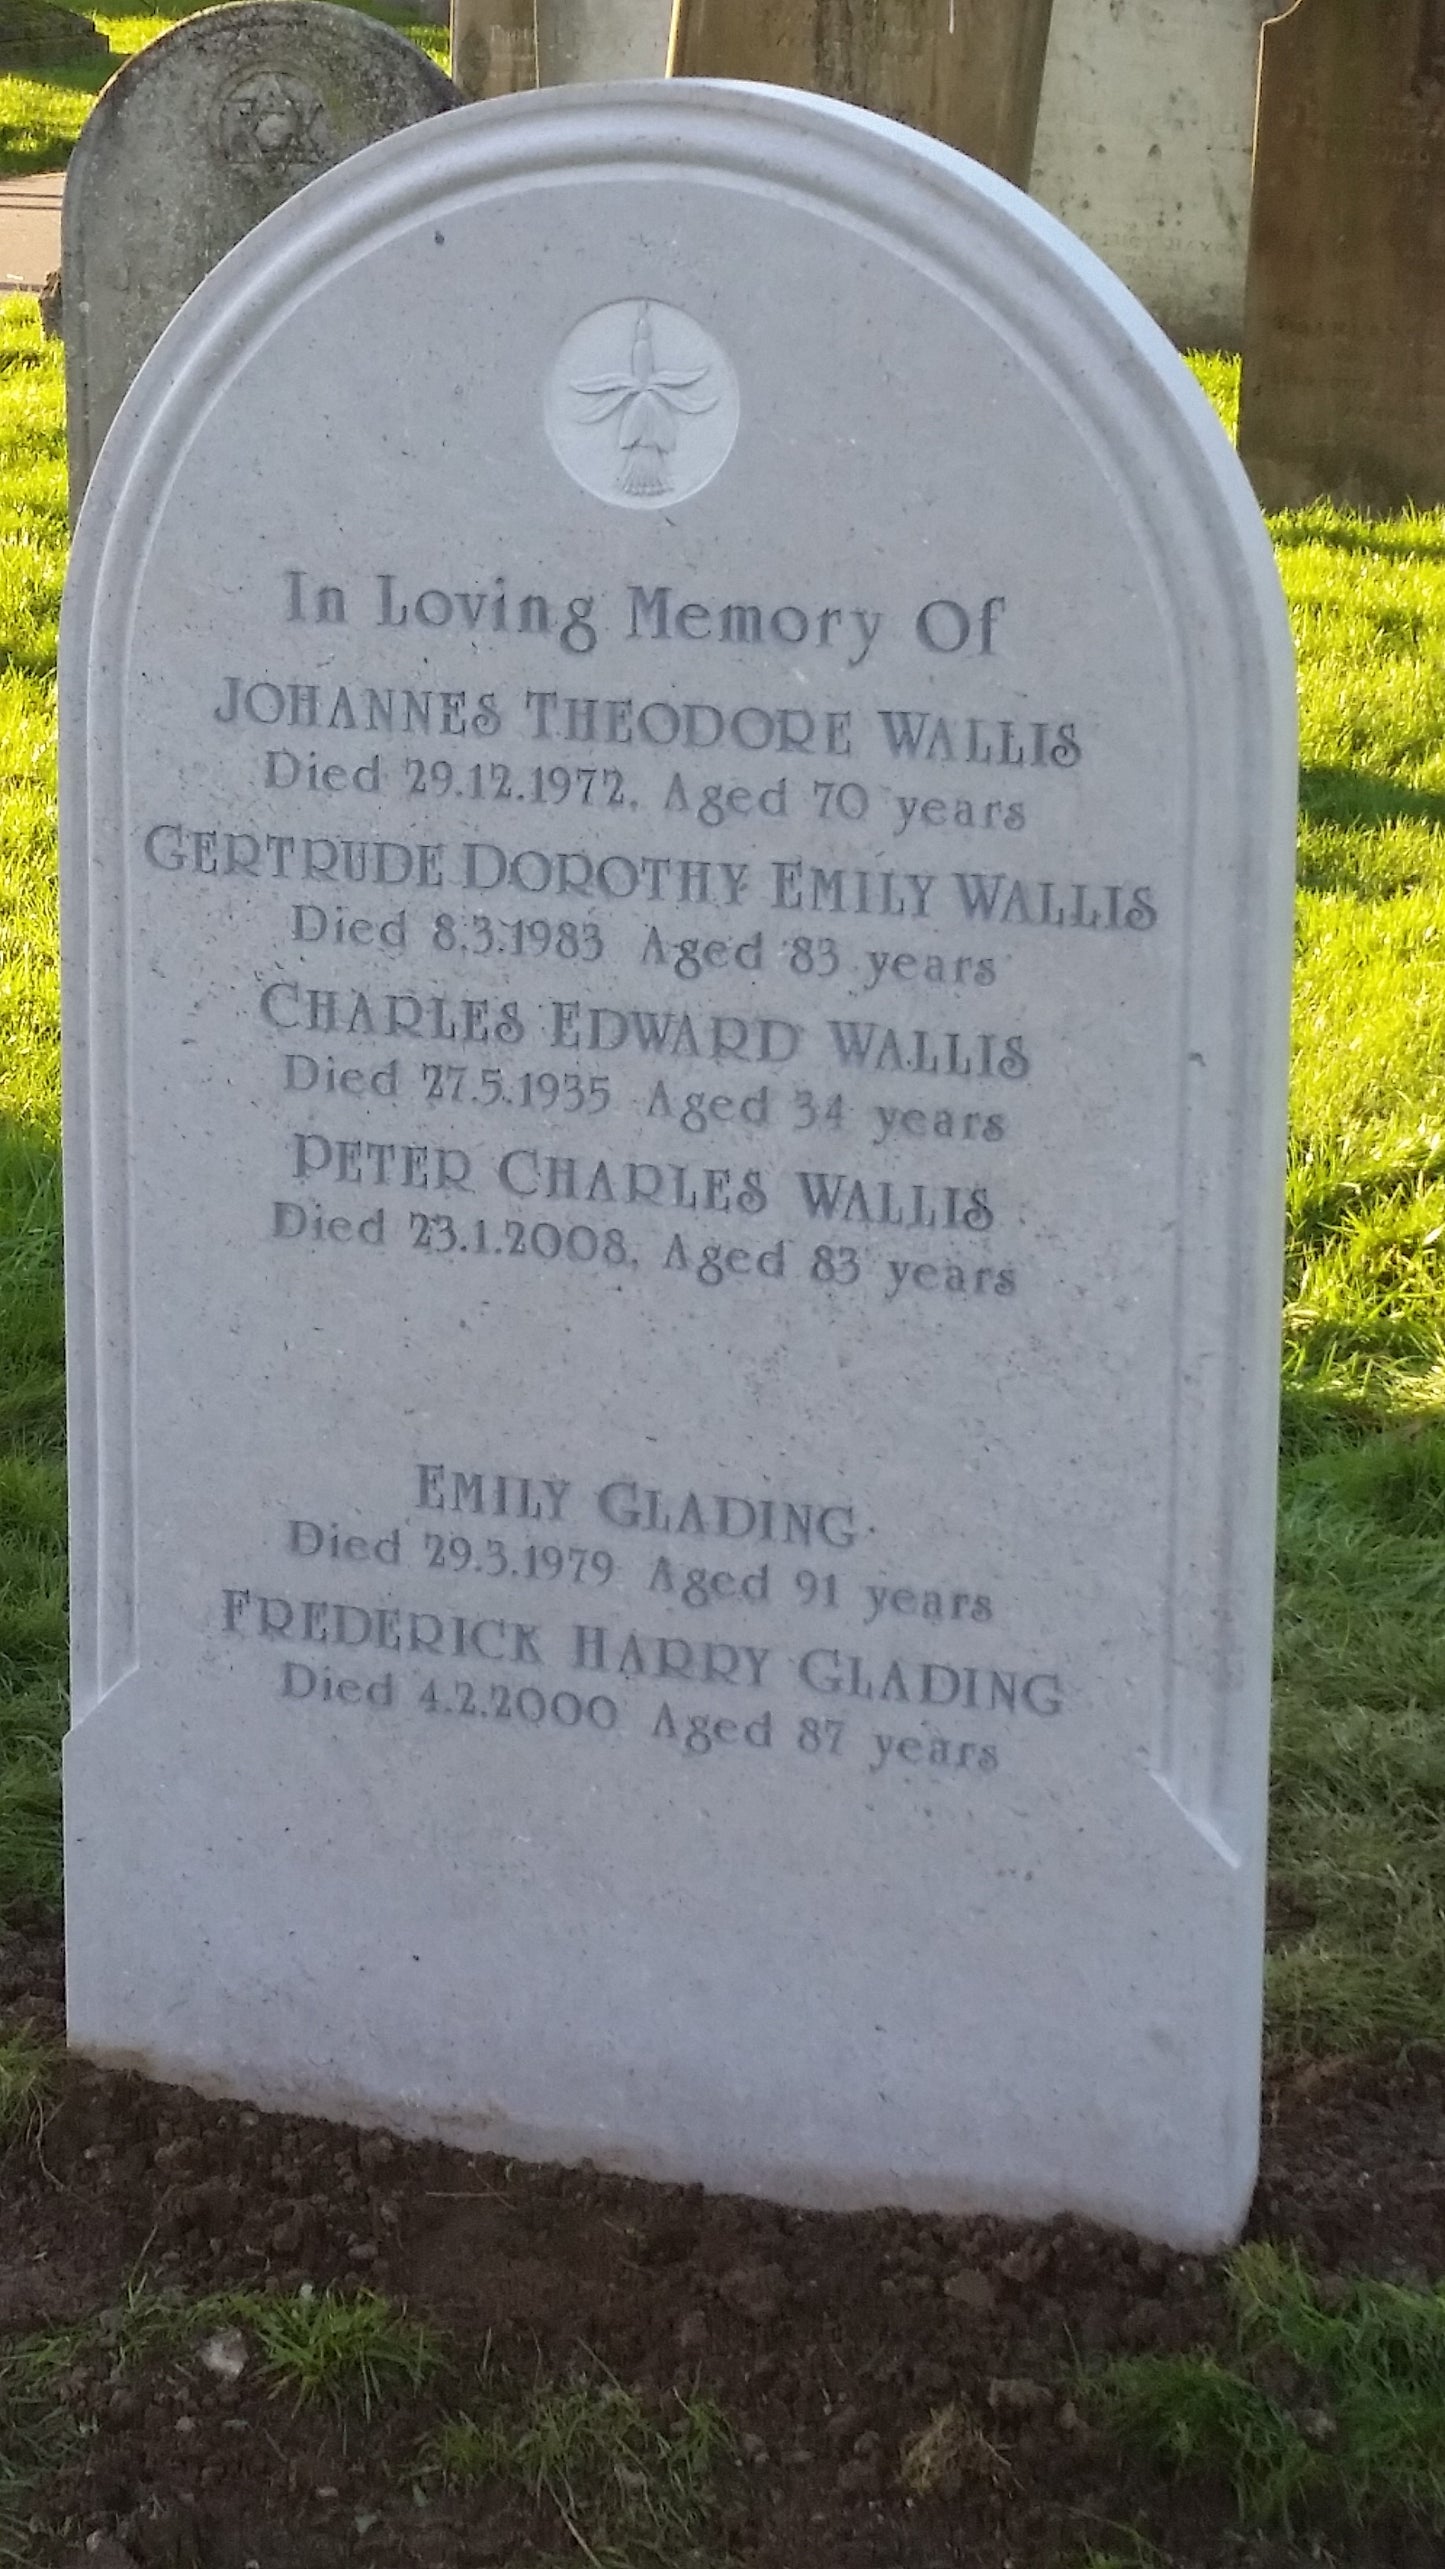 In Loving Memory Of
JOHANNES THEODORE WALLIS
Died 29.12.1972. Aged 70 years
GERTRUDE DOROTHY EMILY WALLIS
Died 8.3.1983 Aged 83 years
CHARLES EDWARD WALLIS
Died 27.5.1935 Aged 34 years
PETER CHARLES WALLIS
Died 23.1.2008. Aged 83 years
EMILY GLADING
Died 29.3.1979 Aged 91 years
FREDERICK HARRY GLADING
Died 4.2.2000 Aged 87 years